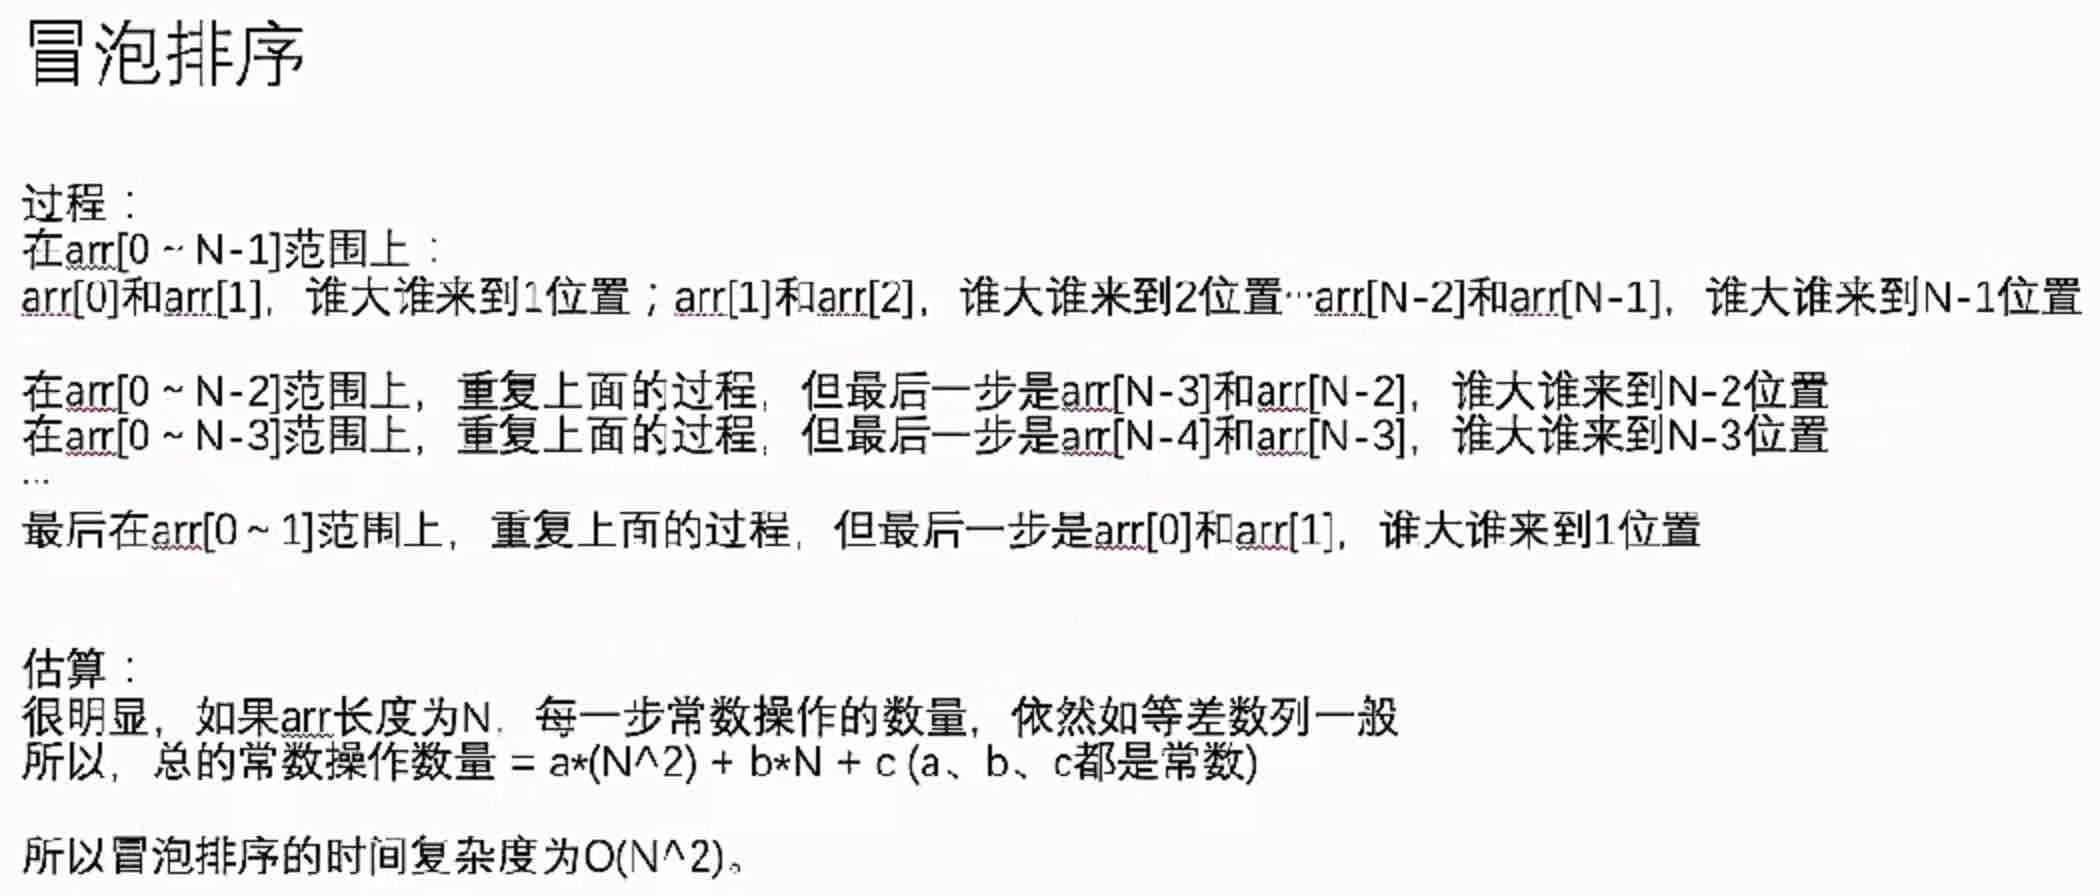 冒泡排序
过程：
在arr[0 ~ N-1]范围上：
arr[0]和arr[1]，谁大谁来到1位置；arr[1]和arr[2]，谁大谁来到2位置…arr[N-2]和arr[N-1]，谁大谁来到N-1位置
在arr[0 ~ N-2]范围上，重复上面的过程，但最后一步是arr[N-3]和arr[N-2]，谁大谁来到N-2位置
在arr[0 ~ N-3]范围上，重复上面的过程，但最后一步是arr[N-4]和arr[N-3]，谁大谁来到N-3位置
…
最后在arr[0 ~ 1]范围上，重复上面的过程，但最后一步是arr[0]和arr[1]，谁大谁来到1位置
估算：
很明显，如果arr长度为N，每一步常数操作的数量，依然如等差数列一般
所以，总的常数操作数量 = a*(N^2) + b*N + c (a、b、c都是常数)
所以冒泡排序的时间复杂度为O(N^2)。